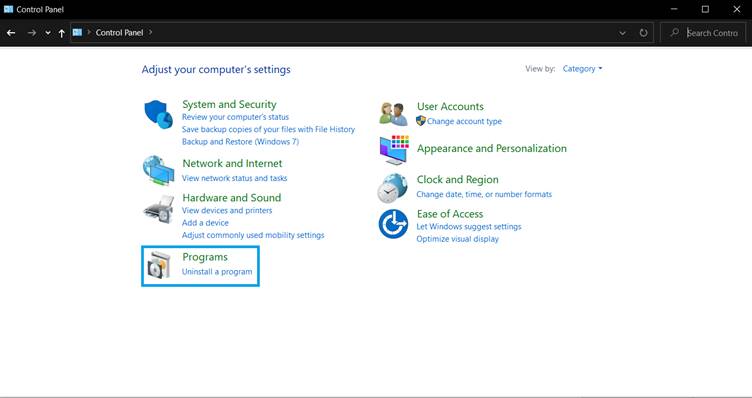 Control Panel
Control Panel
Search Contro
Adjust your computer's settings
View by: Category
System and Security
Review your computer's status
Save backup copies of your files with File History
Backup and Restore (Windows 7)
Network and Internet
View network status and tasks
Hardware and Sound
View devices and printers
Add a device
Adjust commonly used mobility settings
Programs
Uninstall a program
User Accounts
Change account type
Appearance and Personalization
Clock and Region
Change date, time, or number formats
Ease of Access
Let Windows suggest settings
Optimize visual display